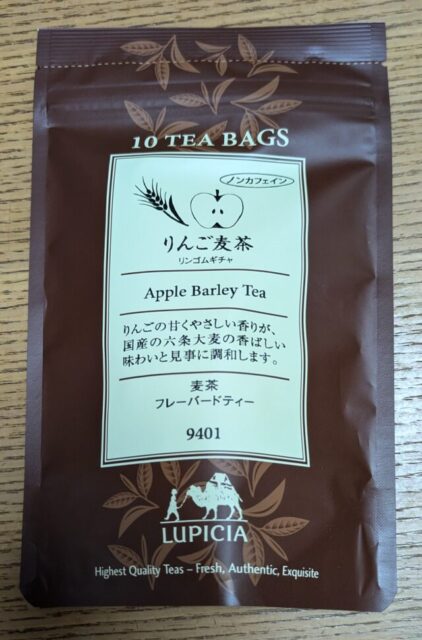 10 TEA BAGS
ノンカフェイン
りんご麦茶
リンゴムギチャ
Apple Barley Tea
りんごの甘くやさしい香りが、
国産の六条大麦の香ばしい
味わいと見事に調和します。
麦茶
フレーバードティー
9401
LUPICIA
Highest Quality Teas – Fresh, Authentic, Exquisite